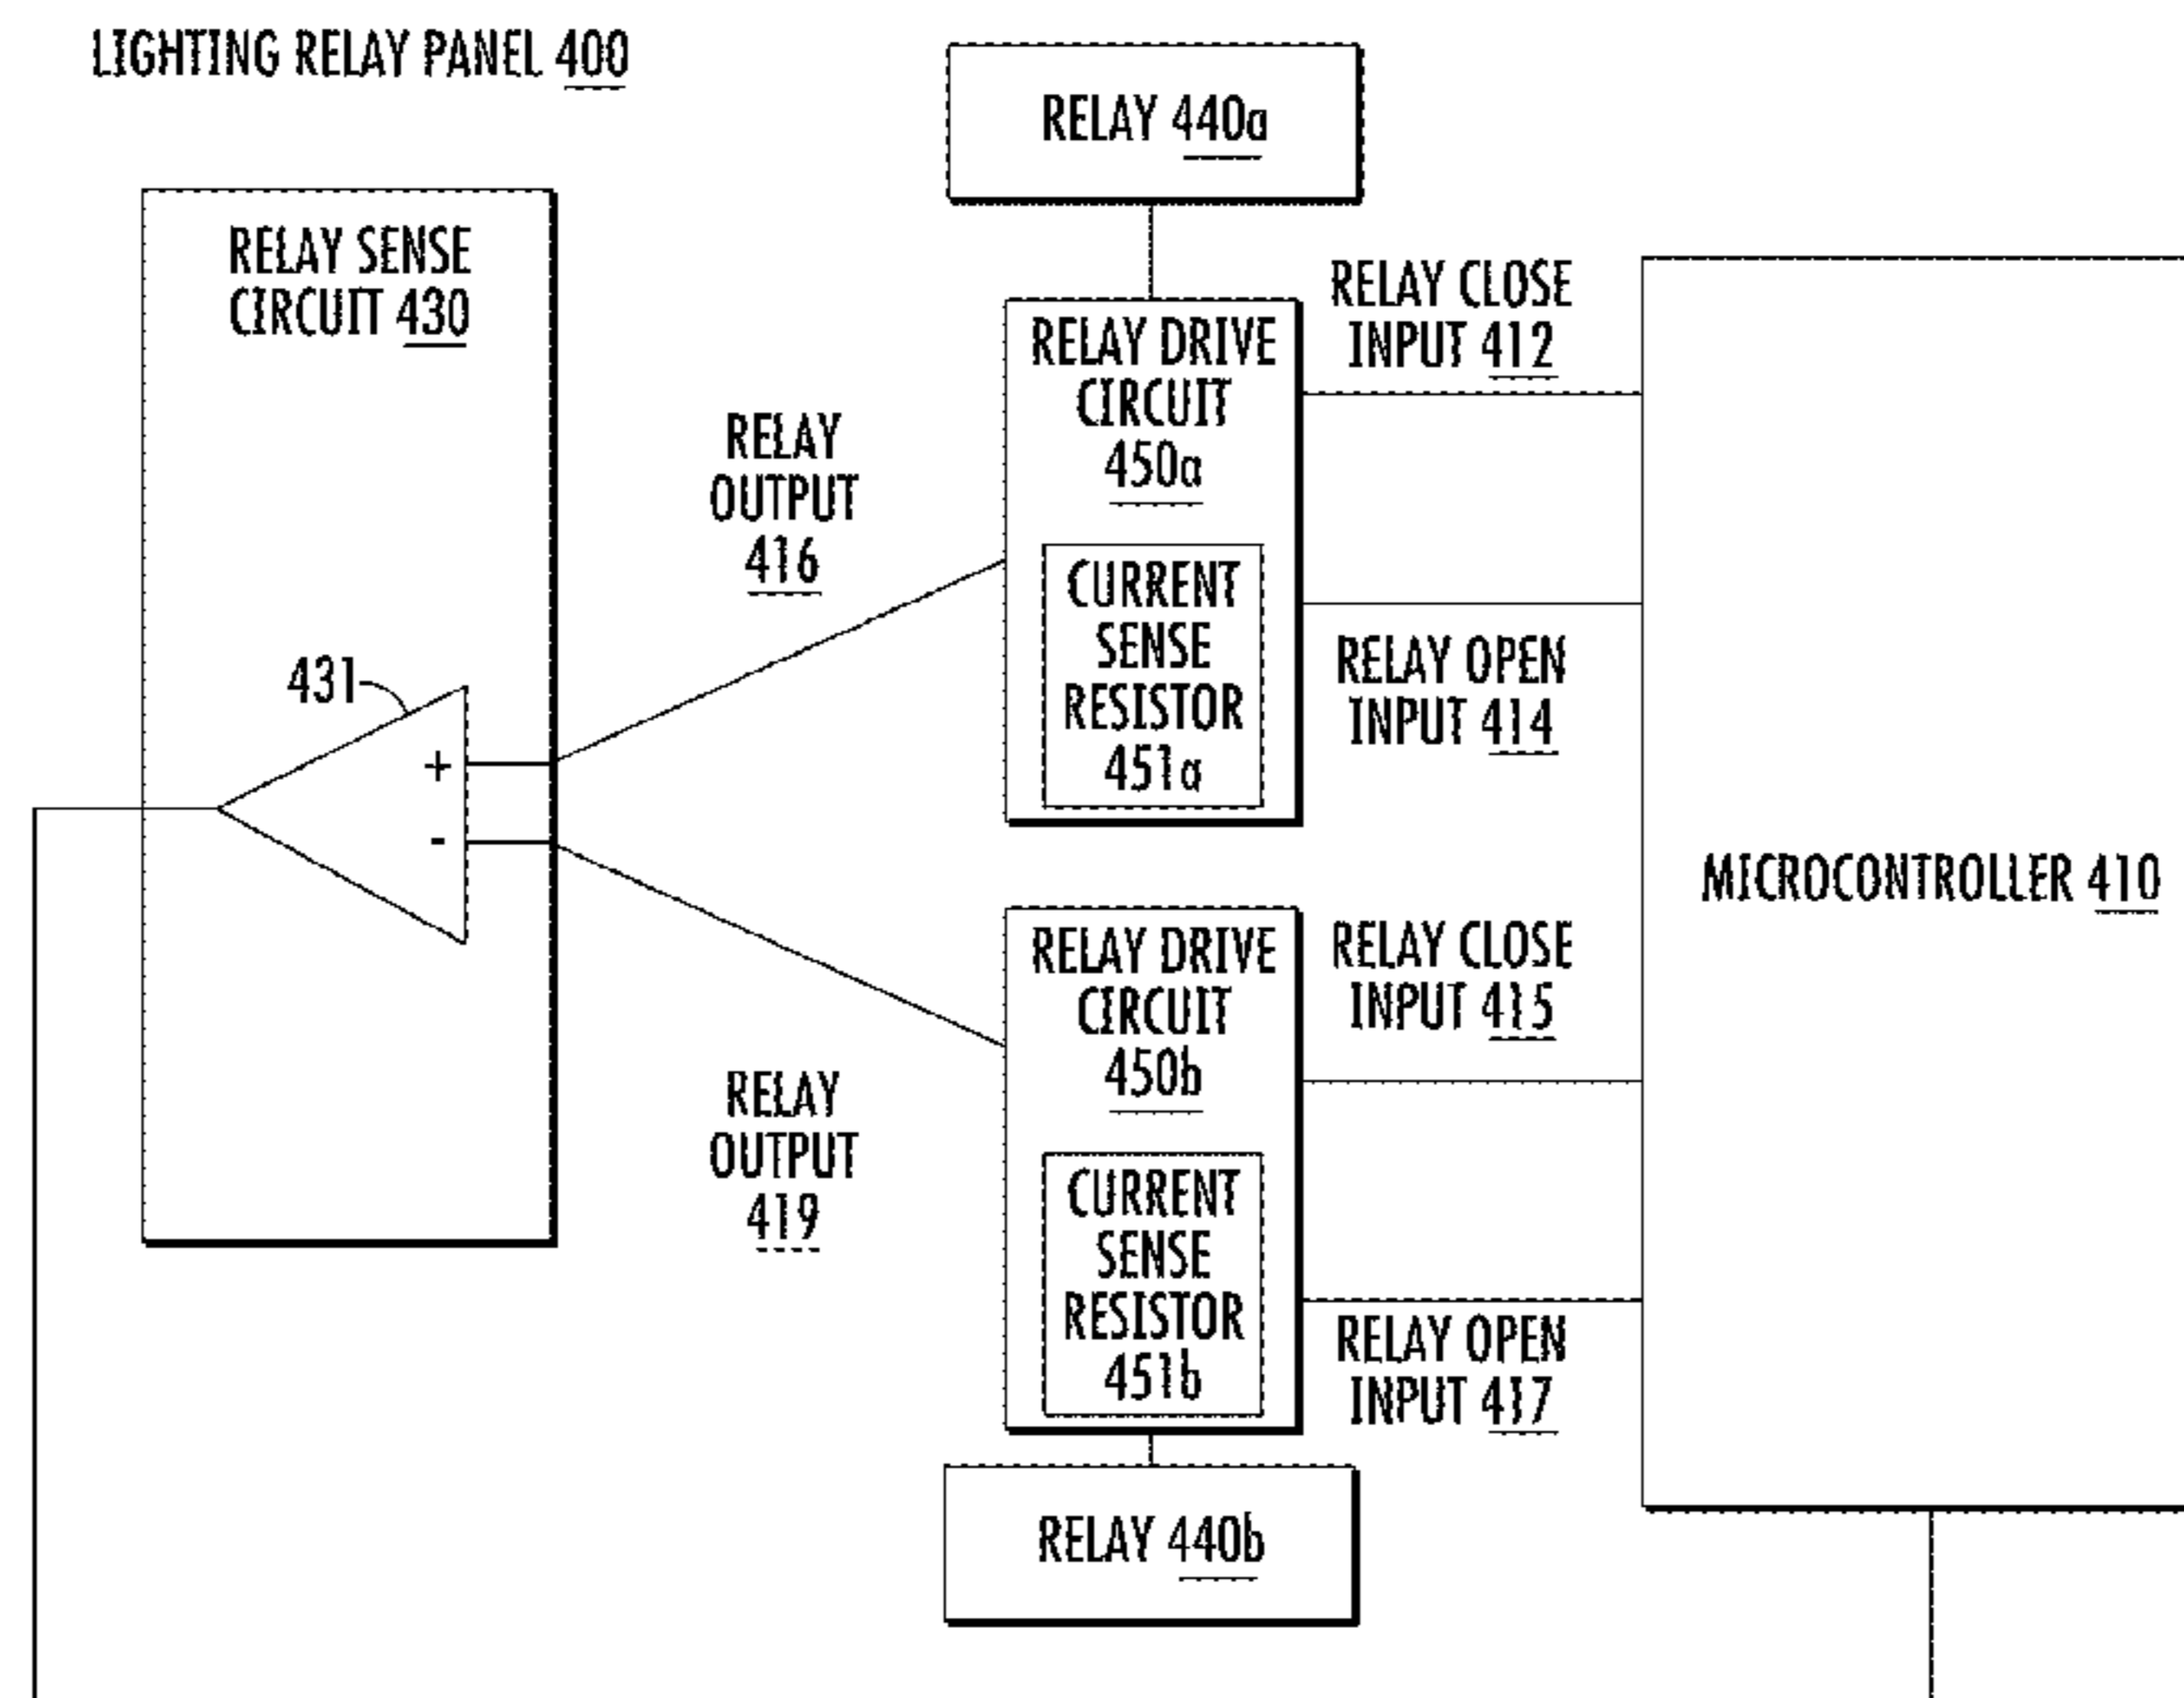 LIGHTING RELAY PANEL 400
RELAY 440a
RELAY SENSE
CIRCUIT 430
RELAY DRIVE
CIRCUIT
450a
RELAY CLOSE
INPUT 412
RELAY
OUTPUT
416
CURRENT
SENSE
RESISTOR
451a
RELAY OPEN
INPUT 414
431
+
-
MICROCONTROLLER 410
RELAY DRIVE
CIRCUIT
450b
RELAY CLOSE
INPUT 415
RELAY
OUTPUT
419
CURRENT
SENSE
RESISTOR
451b
RELAY OPEN
INPUT 417
RELAY 440b